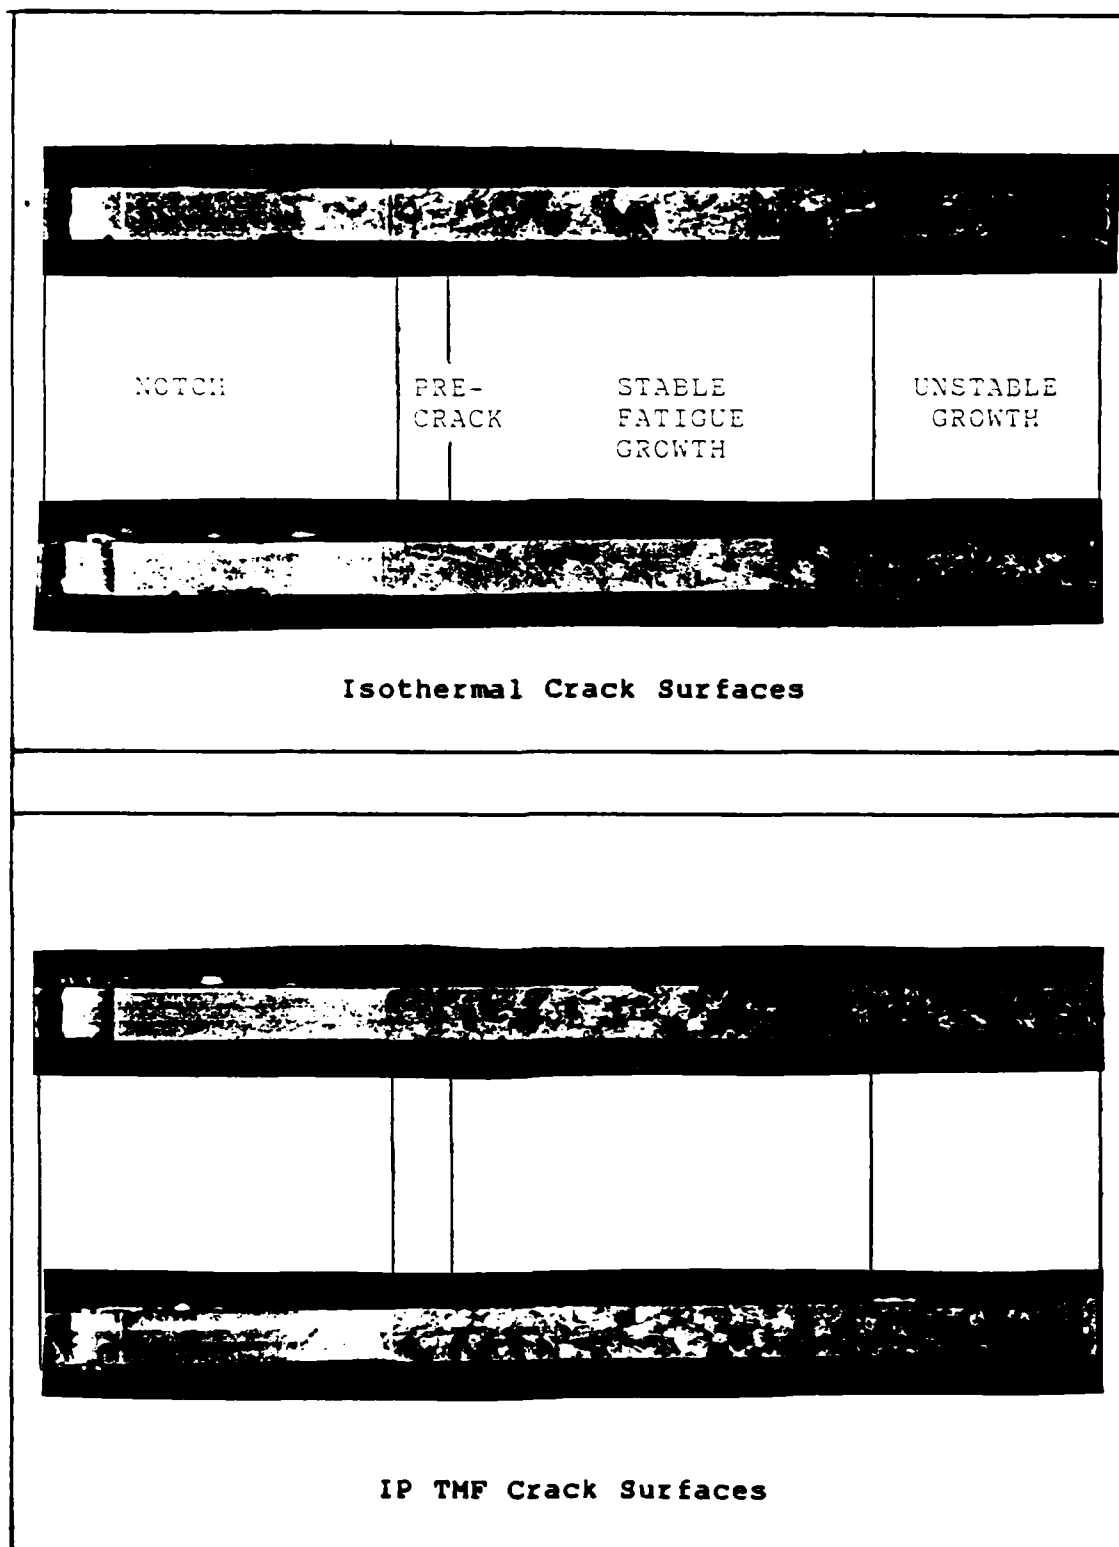 NOTCH
PRE-
CRACK
STABLE
FATIGUE
GROWTH
UNSTABLE
GROWTH
Isothermal Crack Surfaces
IP TMF Crack Surfaces